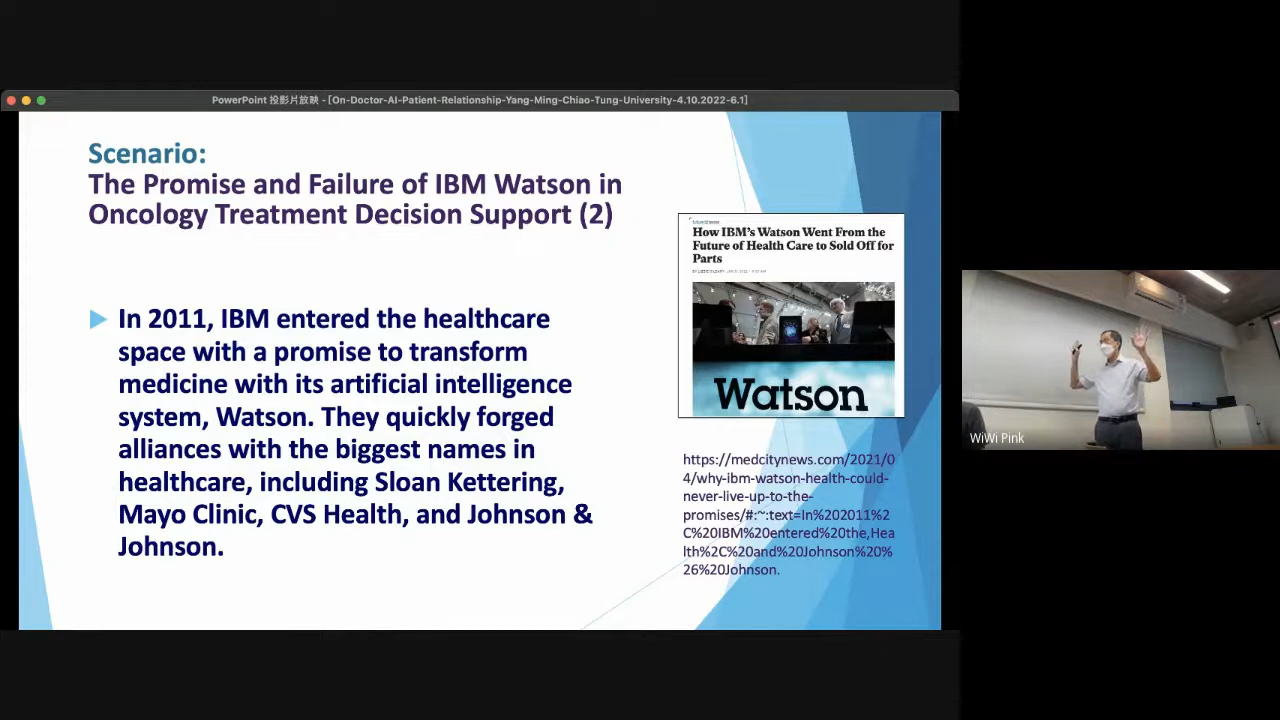 PowerPoint 投影片放映 - [On-Doctor-AI-Patient-Relationship-Yang-Ming-Chiao-Tung-University-4.10.2022-6.1]
Scenario:
The Promise and Failure of IBM Watson in
Oncology Treatment Decision Support (2)
In 2011, IBM entered the healthcare
space with a promise to transform
medicine with its artificial intelligence
system, Watson. They quickly forged
alliances with the biggest names in
healthcare, including Sloan Kettering,
Mayo Clinic, CVS Health, and Johnson &
Johnson.
How IBM's Watson Went From the
Future of Health Care to Sold Off for
Parts
Watson
https://medcitynews.com/2021/0
4/why-ibm-watson-health-could-
never-live-up-to-the-
promises/#:~:text=In%202011%2
C%20IBM%20entered%20the,Hea
lth%2C%20and%20Johnson%20%
26%20Johnson.
WiWi Pink